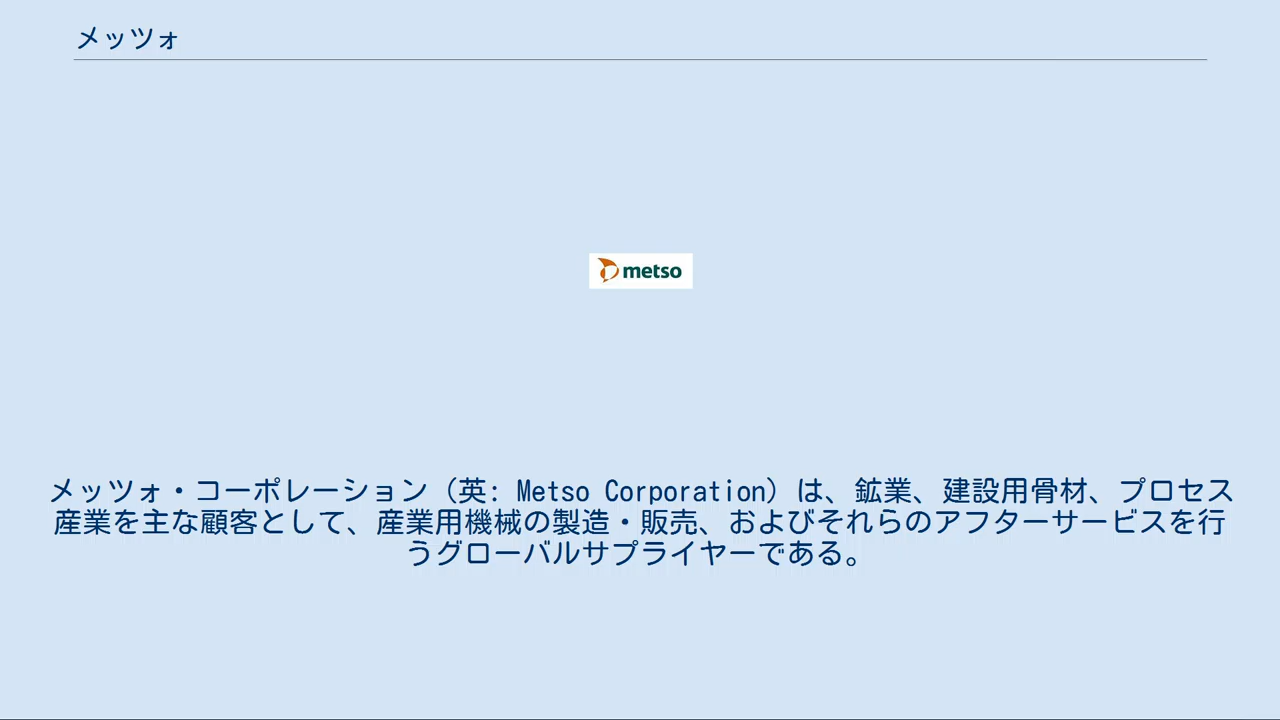 メッツォ
metso
メッツォ・コーポレーション（英: Metso Corporation）は、鉱業、建設用骨材、プロセス
産業を主な顧客として、産業用機械の製造・販売、およびそれらのアフターサービスを行
うグローバルサプライヤーである。